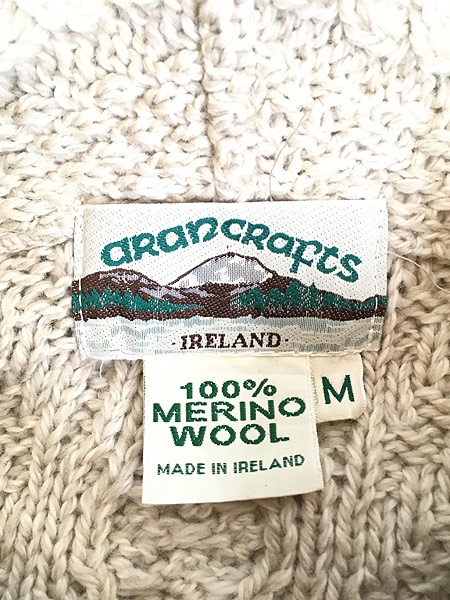 aranCrafts
·IRELAND·
M
100%
MERINO
WOOL
MADE IN IRELAND